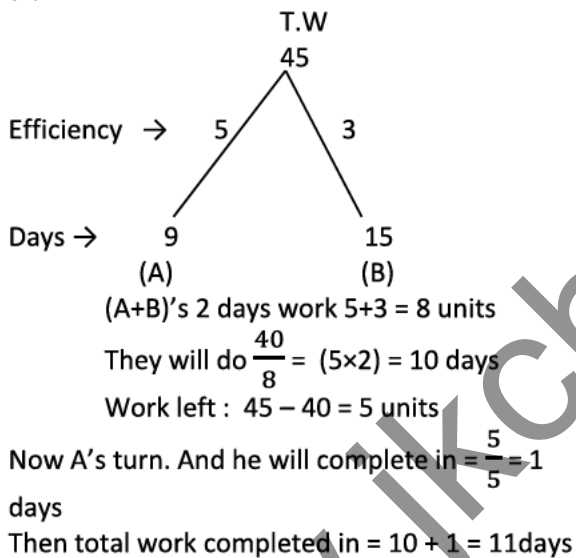 T.W
45
Efficiency → 5 3
Days → 9 15
(A) (B)
(A+B)'s 2 days work 5+3 = 8 units
They will do 40/8 = (5×2) = 10 days
Work left : 45 – 40 = 5 units
Now A's turn. And he will complete in = 5/5 = 1
days
Then total work completed in = 10 + 1 = 11days